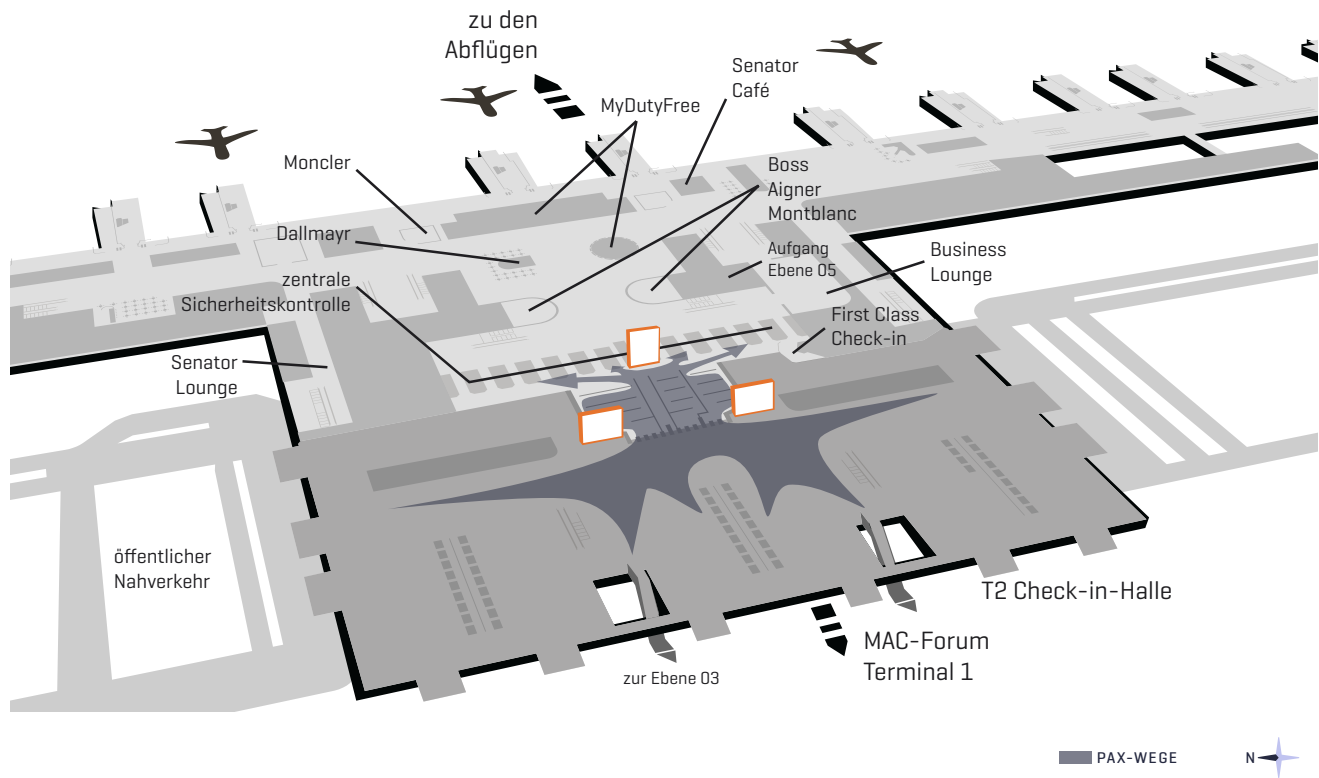 zu den
Abflügen
Senator
Café
MyDutyFree
Moncler
Boss
Aigner
Montblanc
Dallmayr
Aufgang
Ebene 05
Business
Lounge
zentrale
Sicherheitskontrolle
First Class
Check-in
Senator
Lounge
öffentlicher
Nahverkehr
T2 Check-in-Halle
MAC-Forum
Terminal 1
zur Ebene 03
PAX-WEGE
N